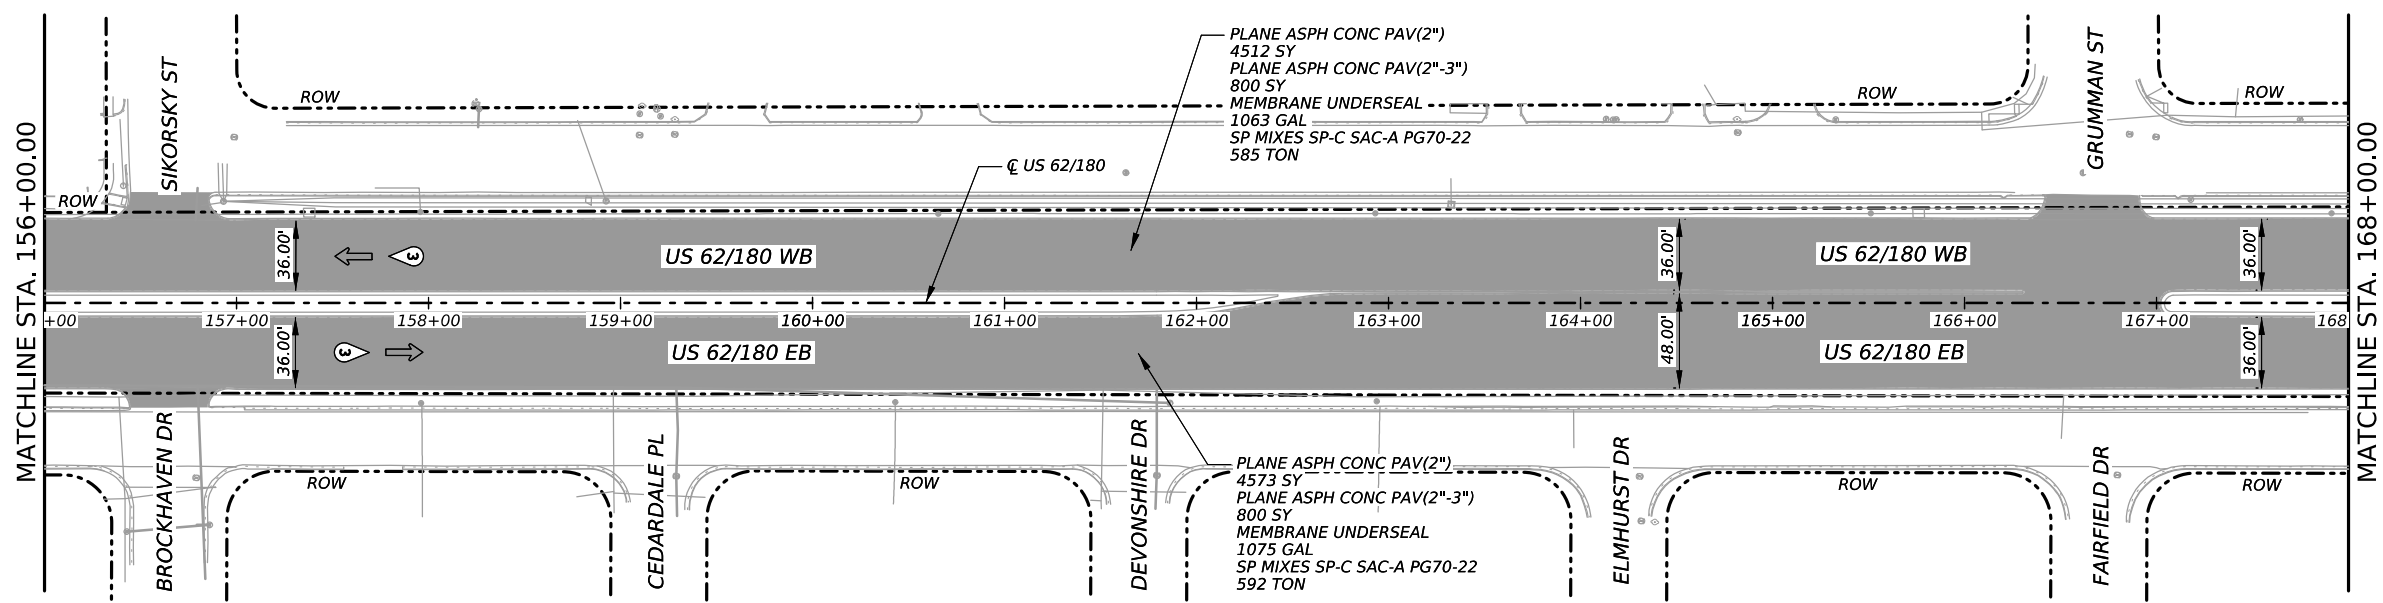 MATCHLINE STA. 156+00.00
SIKORSKY ST
ROW
ROW
PLANE ASPH CONC PAV(2")
4512 SY
PLANE ASPH CONC PAV(2"-3")
800 SY
MEMBRANE UNDERSEAL
1063 GAL
SP MIXES SP-C SAC-A PG70-22
585 TON
℄ US 62/180
ROW
GRUMMAN ST
ROW
MATCHLINE STA. 168+00.00
36.00'
3
US 62/180 WB
36.00'
US 62/180 WB
36.00'
+00
157+00
158+00
159+00
160+00
161+00
162+00
163+00
164+00
165+00
166+00
167+00
168
36.00'
3
US 62/180 EB
48.00'
US 62/180 EB
36.00'
BROCKHAVEN DR
ROW
CEDARDALE PL
ROW
DEVONSHIRE DR
PLANE ASPH CONC PAV(2")
4573 SY
PLANE ASPH CONC PAV(2"-3")
800 SY
MEMBRANE UNDERSEAL
1075 GAL
SP MIXES SP-C SAC-A PG70-22
592 TON
ELMHURST DR
ROW
FAIRFIELD DR
ROW